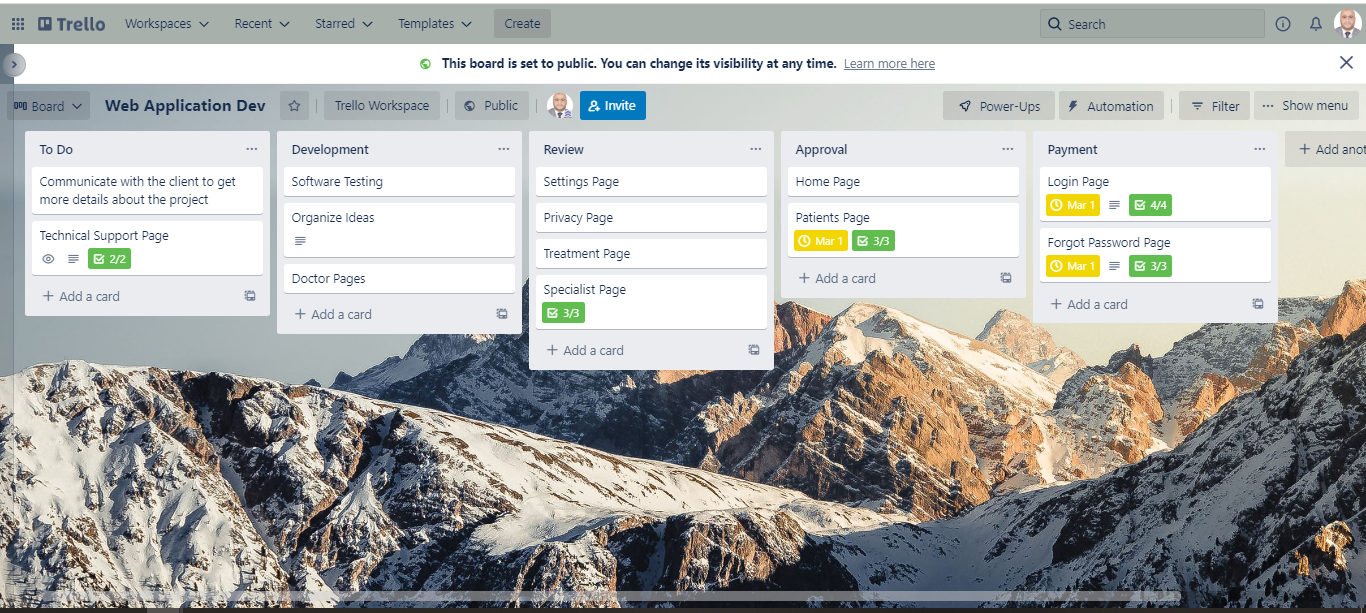 Trello
Workspaces
Recent
Starred
Templates
Create
Search
This board is set to public. You can change its visibility at any time. Learn more here
Board
Web Application Dev
Trello Workspace
Public
Invite
Power-Ups
Automation
Filter
Show menu
To Do
Communicate with the client to get
more details about the project
Technical Support Page
2/2
+ Add a card
Development
Software Testing
Organize Ideas
Doctor Pages
+ Add a card
Review
Settings Page
Privacy Page
Treatment Page
Specialist Page
3/3
+ Add a card
Approval
Home Page
Patients Page
Mar 1 3/3
+ Add a card
Payment
Login Page
Mar 1 4/4
Forgot Password Page
Mar 1 3/3
+ Add a card
+ Add anot